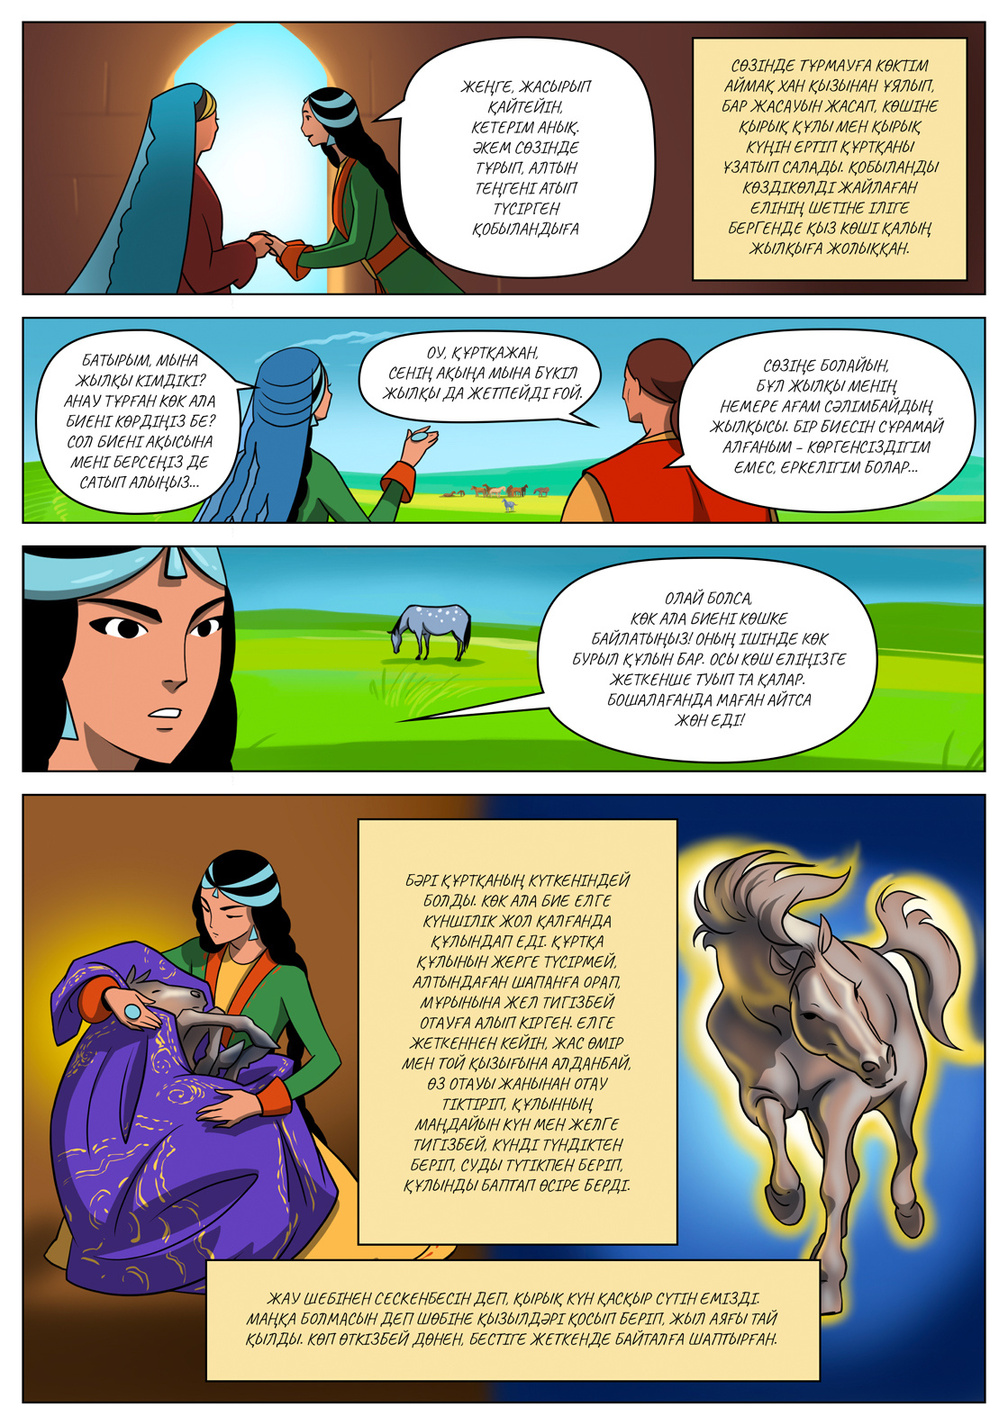 ЖЕҢГЕ, ЖАСЫРЫП
ҚАЙТЕЙІН,
КЕТЕРІМ АНЫҚ.
ӘКЕМ СӨЗІНДЕ
ТҰРЫП, АЛТЫН
ТЕҢГЕНІ АТЫП
ТҮСІРГЕН
ҚОБЫЛАНДЫҒА
СӨЗІНДЕ ТҰРМАУҒА КӨКТІМ
АЙМАҚ ХАН ҚЫЗЫНАН ҰЯЛЫП,
БАР ЖАСАУЫН ЖАСАП, КӨШІНЕ
ҚЫРЫҚ ҚҰЛЫ МЕН ҚЫРЫҚ
КҮҢІН ЕРТІП ҚҰРТҚАНЫ
ҰЗАТЫП САЛАДЫ. ҚОБЫЛАНДЫ
КӨЗДІКӨЛДІ ЖАЙЛАҒАН
ЕЛІНІҢ ШЕТІНЕ ІЛІГЕ
БЕРГЕНДЕ ҚЫЗ КӨШІ ҚАЛЫҢ
ЖЫЛҚЫҒА ЖОЛЫҚҚАН.
БАТЫРЫМ, МЫНА
ЖЫЛҚЫ КІМДІКІ?
АНАУ ТҰРҒАН КӨК АЛА
БИЕНІ КӨРДІҢІЗ БЕ?
СОЛ БИЕНІ АҚЫСЫНА
МЕНІ БЕРСЕҢІЗ ДЕ
САТЫП АЛЫҢЫЗ...
ОУ, ҚҰРТҚАЖАН,
СЕНІҢ АҚЫҢА МЫНА БҮКІЛ
ЖЫЛҚЫ ДА ЖЕТПЕЙДІ ҒОЙ.
СӨЗІҢЕ БОЛАЙЫН,
БҰЛ ЖЫЛҚЫ МЕНІҢ
НЕМЕРЕ АҒАМ СӘЛІМБАЙДЫҢ
ЖЫЛҚЫСЫ. БІР БИЕСІН СҰРАМАЙ
АЛҒАНЫМ – КӨРГЕНСІЗДІГІМ
ЕМЕС, ЕРКЕЛІГІМ БОЛАР...
ОЛАЙ БОЛСА,
КӨК АЛА БИЕНІ КӨШКЕ
БАЙЛАТЫҢЫЗ! ОНЫҢ ІШІНДЕ КӨК
БУРЫЛ ҚҰЛЫН БАР. ОСЫ КӨШ ЕЛІҢІЗГЕ
ЖЕТКЕНШЕ ТУЫП ТА ҚАЛАР.
БОШАЛАҒАНДА МАҒАН АЙТСА
ЖӨН ЕДІ!
БӘРІ ҚҰРТҚАНЫҢ КҮТКЕНІНДЕЙ
БОЛДЫ. КӨК АЛА БИЕ ЕЛГЕ
КҮНШІЛІК ЖОЛ ҚАЛҒАНДА
ҚҰЛЫНДАП ЕДІ. ҚҰРТҚА
ҚҰЛЫНЫН ЖЕРГЕ ТҮСІРМЕЙ,
АЛТЫНДАҒАН ШАПАНҒА ОРАП,
МҰРЫНЫНА ЖЕЛ ТИГІЗБЕЙ
ОТАУҒА АЛЫП КІРГЕН. ЕЛГЕ
ЖЕТКЕННЕН КЕЙІН, ЖАС ӨМІР
МЕН ТОЙ ҚЫЗЫҒЫНА АЛДАНБАЙ,
ӨЗ ОТАУЫ ЖАНЫНАН ОТАУ
ТІКТІРІП, ҚҰЛЫННЫҢ
МАҢДАЙЫН КҮН МЕН ЖЕЛГЕ
ТИГІЗБЕЙ, КҮНДІ ТҮНДІКТЕН
БЕРІП, СУДЫ ТҮТІКПЕН БЕРІП,
ҚҰЛЫНДЫ БАПТАП ӨСІРЕ БЕРДІ.
ЖАУ ШЕБІНЕН СЕСКЕНБЕСІН ДЕП, ҚЫРЫҚ КҮН ҚАСҚЫР СҮТІН ЕМІЗДІ.
МАҢҚА БОЛМАСЫН ДЕП ШӨБІНЕ ҚЫЗЫЛДӘРІ ҚОСЫП БЕРІП, ЖЫЛ АЯҒЫ ТАЙ
ҚЫЛДЫ. КӨП ӨТКІЗБЕЙ ДӨНЕН, БЕСТІГЕ ЖЕТКЕНДЕ БАЙТАЛҒА ШАПТЫРҒАН.